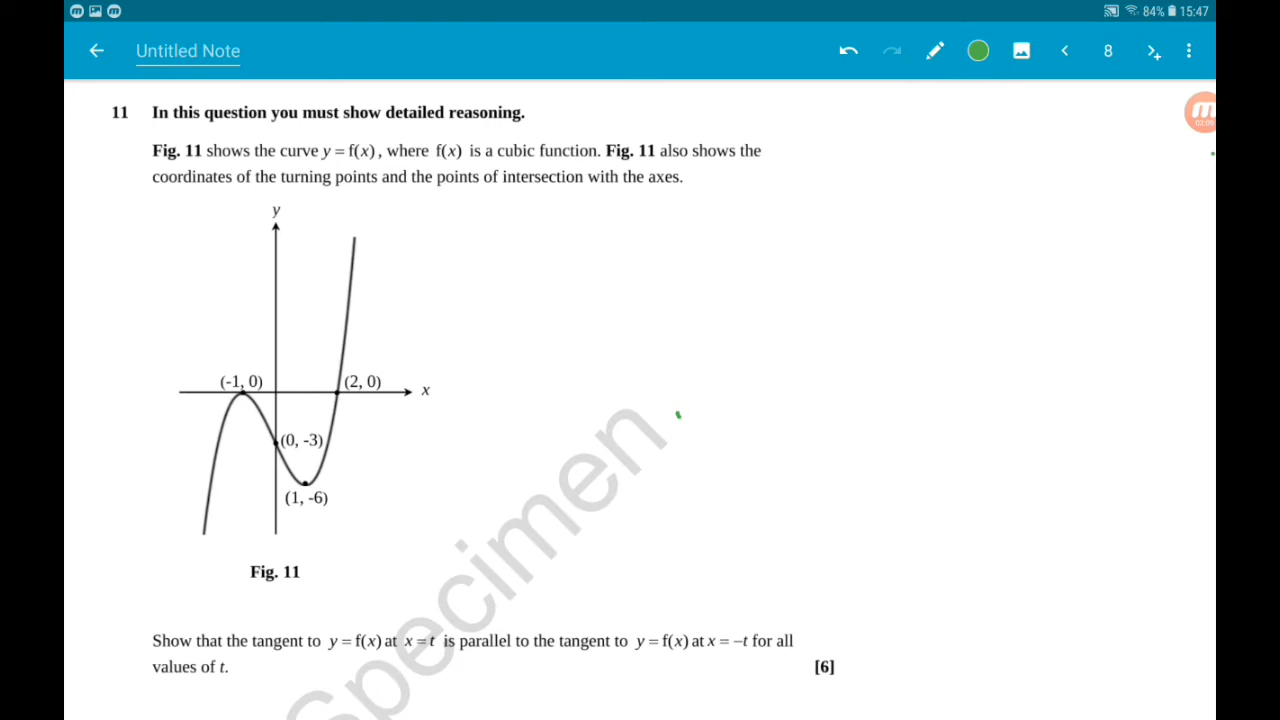 84% 15:47
Untitled Note
8
03:09
11 In this question you must show detailed reasoning.
Fig. 11 shows the curve y = f(x), where f(x) is a cubic function. Fig. 11 also shows the
coordinates of the turning points and the points of intersection with the axes.
y
(-1, 0) (2, 0)
x
(0, -3)
(1, -6)
Fig. 11
Specimen
Show that the tangent to y = f(x) at x = t is parallel to the tangent to y = f(x) at x = −t for all
values of t.
[6]